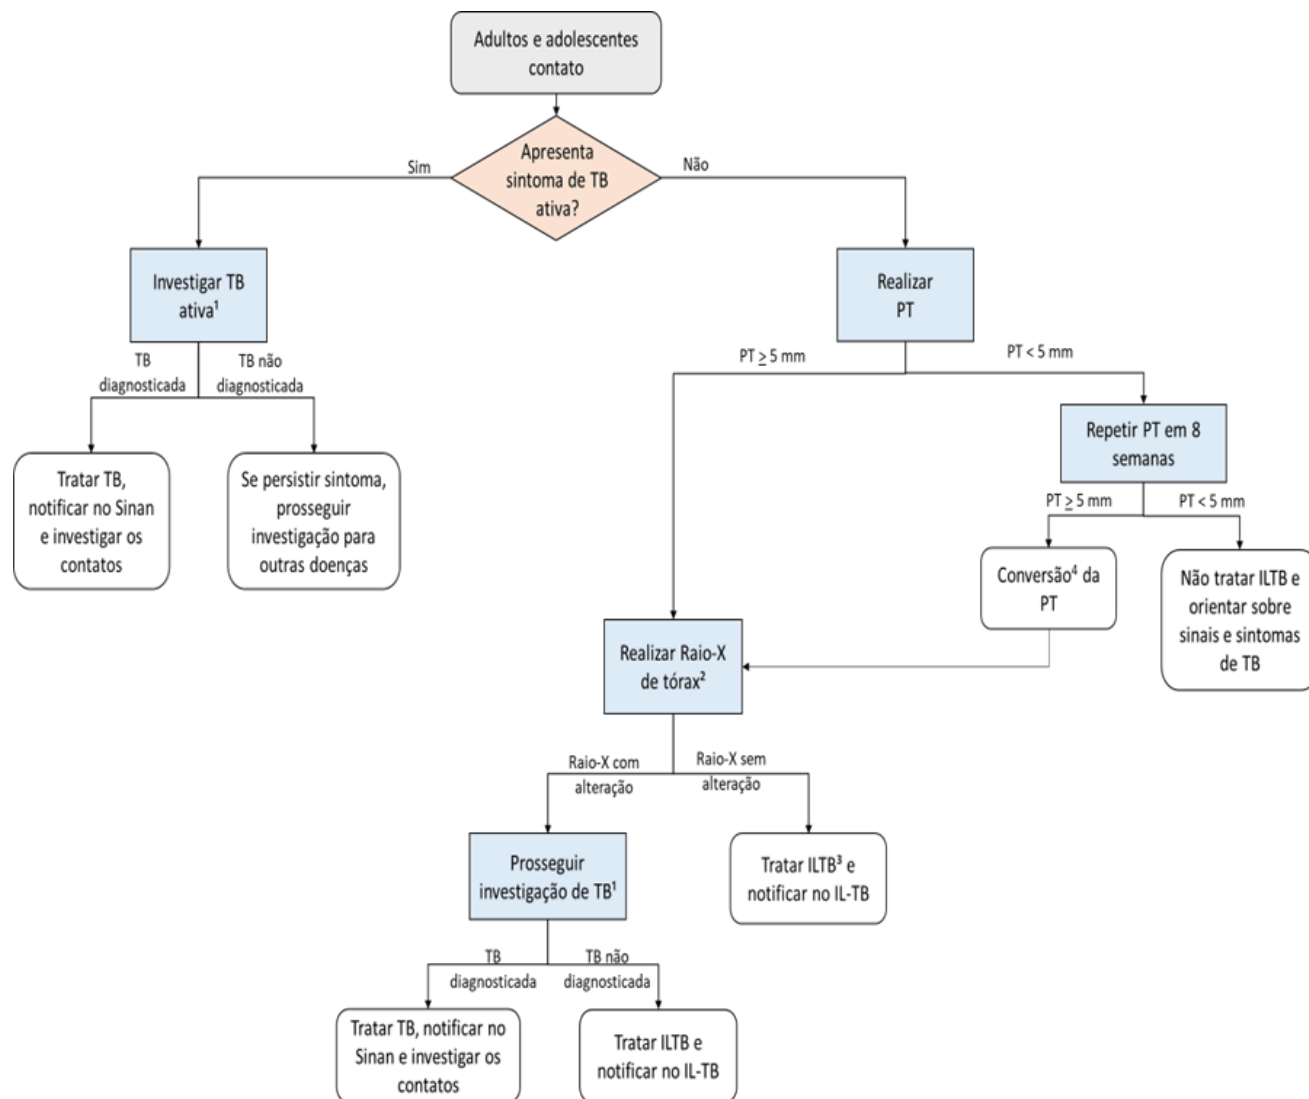 Adultos e adolescentes
contato
Apresenta
sintoma de TB
ativa?
Sim
Não
Investigar TB
ativa¹
Realizar
PT
TB
diagnosticada
TB não
diagnosticada
PT ≥ 5 mm
PT < 5 mm
Tratar TB,
notificar no Sinan
e investigar os
contatos
Se persistir sintoma,
prosseguir
investigação para
outras doenças
Repetir PT em 8
semanas
PT ≥ 5 mm
PT < 5 mm
Conversão⁴ da
PT
Não tratar ILTB e
orientar sobre
sinais e sintomas
de TB
Realizar Raio-X
de tórax²
Raio-X com
alteração
Raio-X sem
alteração
Prosseguir
investigação de TB¹
Tratar ILTB³ e
notificar no IL-TB
TB
diagnosticada
TB não
diagnosticada
Tratar TB, notificar no
Sinan e investigar os
contatos
Tratar ILTB e
notificar no IL-TB